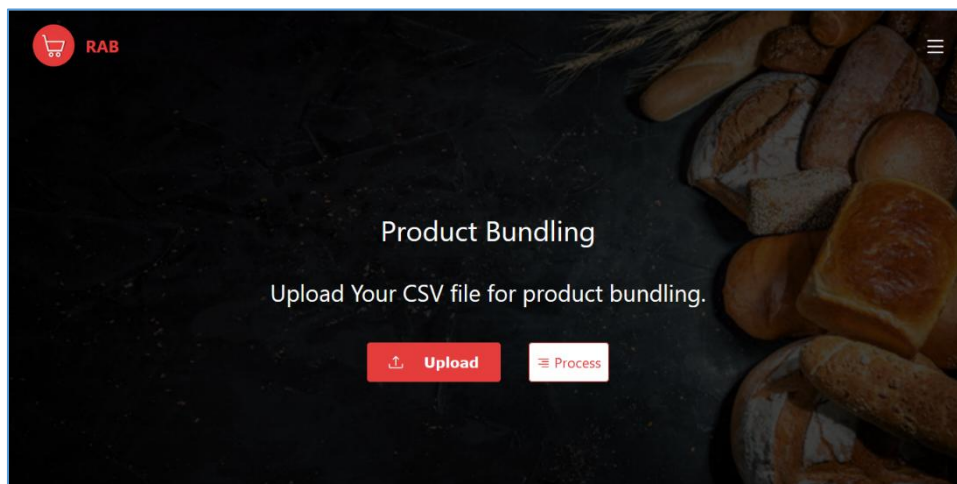 RAB
Product Bundling
Upload Your CSV file for product bundling.
Upload
Process